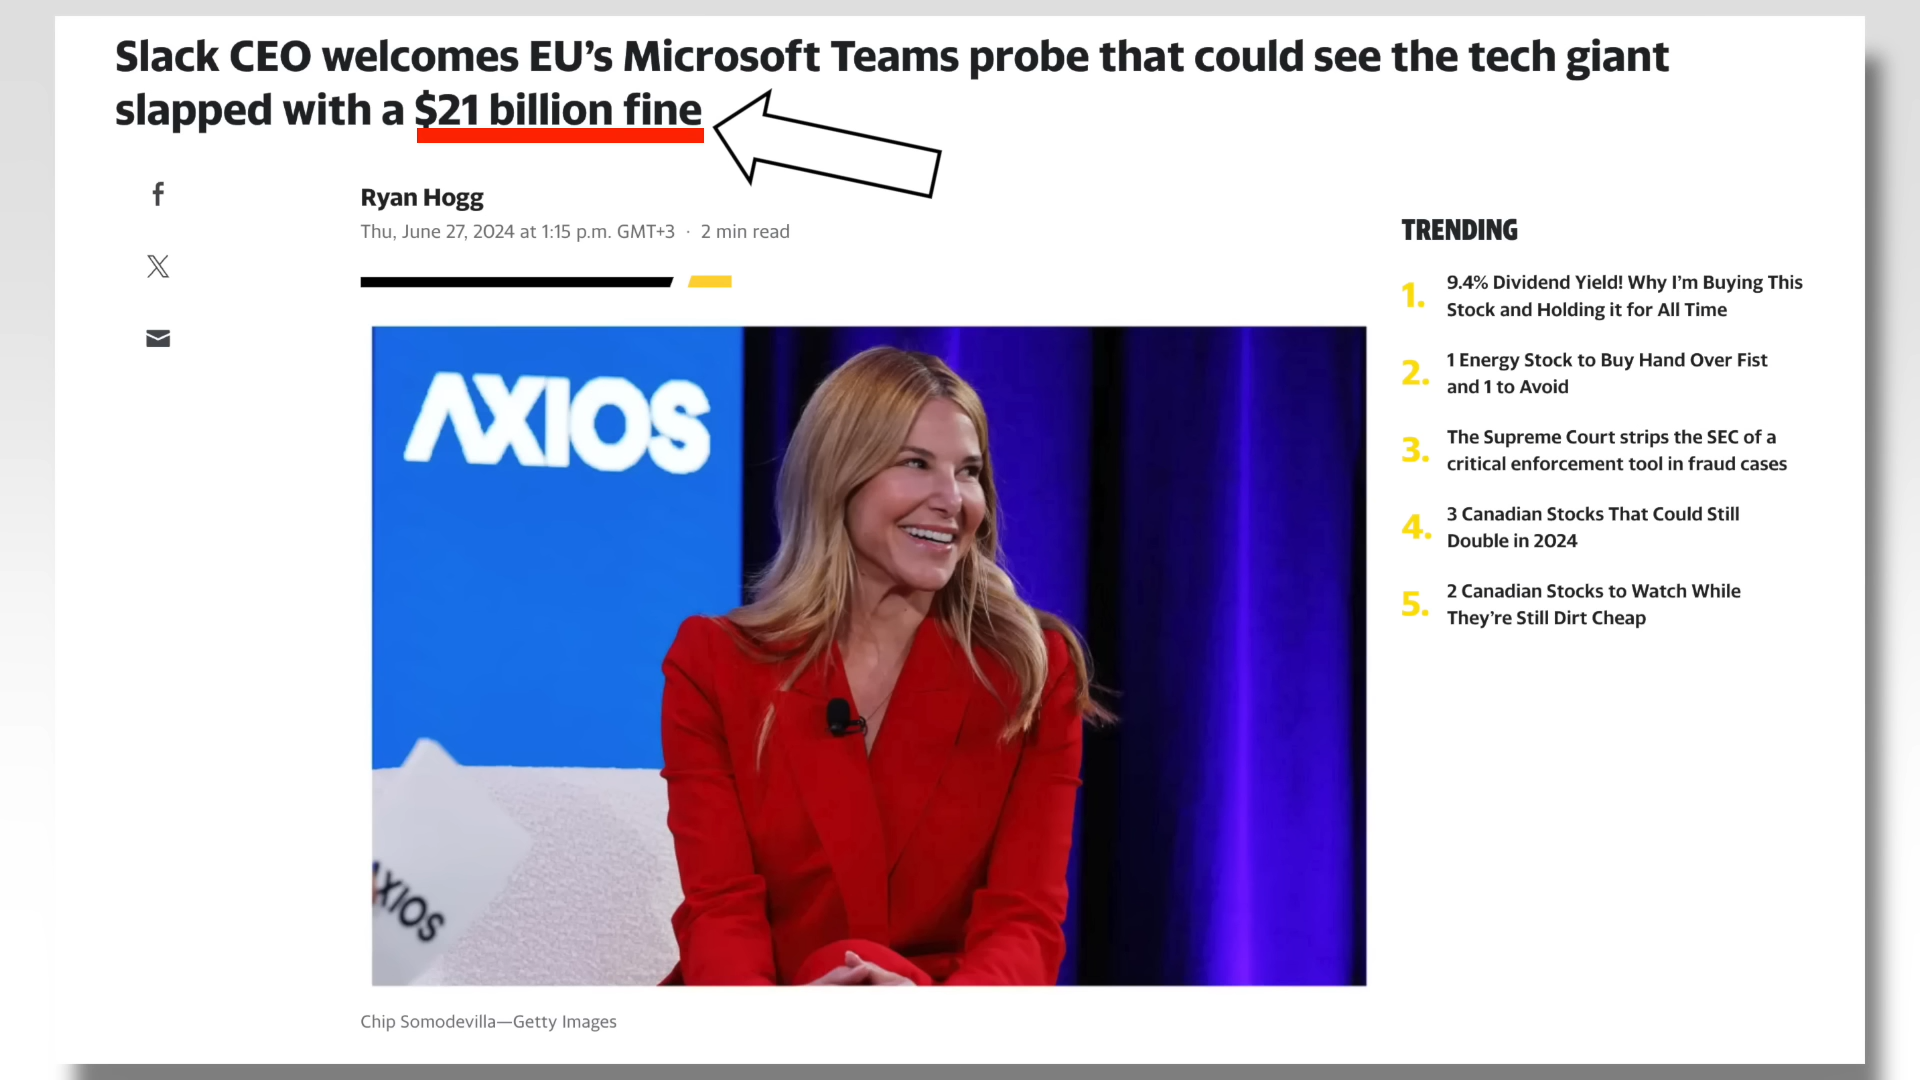 Slack CEO welcomes EU’s Microsoft Teams probe that could see the tech giant
slapped with a $21 billion fine
Ryan Hogg
Thu, June 27, 2024 at 1:15 p.m. GMT+3 · 2 min read
TRENDING
1. 9.4% Dividend Yield! Why I’m Buying This
Stock and Holding it for All Time
2. 1 Energy Stock to Buy Hand Over Fist
and 1 to Avoid
3. The Supreme Court strips the SEC of a
critical enforcement tool in fraud cases
4. 3 Canadian Stocks That Could Still
Double in 2024
5. 2 Canadian Stocks to Watch While
They’re Still Dirt Cheap
AXIOS
AXIOS
Chip Somodevilla—Getty Images